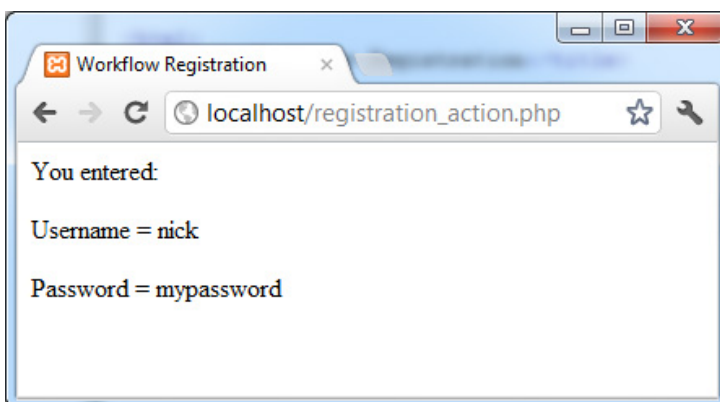 Workflow Registration
localhost/registration_action.php
You entered:
Username = nick
Password = mypassword